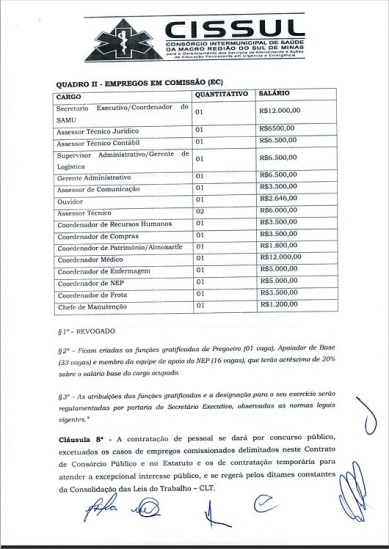 CISSUL
CONSÓRCIO INTERMUNICIPAL DE SAÚDE
DA MACRO REGIÃO DO SUL DE MINAS
para o Gerenciamento dos Serviços de Atendimento e Ações
de Educação Permanente em Urgência e Emergência
QUADRO II - EMPREGOS EM COMISSÃO (EC)
CARGO QUANTITATIVO SALÁRIO
Secretario Executivo/Coordenador do
SAMU 01 R$12.000,00
Assessor Técnico Jurídico 01 R$6500,00
Assessor Técnico Contábil 01 R$6.500,00
Supervisor Administrativo/Gerente de
Logística 01 R$6.500,00
Gerente Administrativo 01 R$6.500,00
Assessor de Comunicação 01 R$3.500,00
Ouvidor 01 R$2.646,00
Assessor Técnico 02 R$6.000,00
Coordenador de Recursos Humanos 01 R$3.500,00
Coordenador de Compras 01 R$3.500,00
Coordenador de Patrimônio/Almoxarife 01 R$1.800,00
Coordenador Médico 01 R$12.000,00
Coordenador de Enfermagem 01 R$5.000,00
Coordenador de NEP 01 R$5.000,00
Coordenador de Frota 01 R$3.500,00
Chefe de Manutenção 01 R$1.200,00
§1º – REVOGADO
§2º – Ficam criadas as funções gratificadas de Pregoeiro (01 vaga), Apoiador de Base
(33 vagas) e membro da equipe de apoio do NEP (16 vagas), que terão acréscimo de 20%
sobre o salário base do cargo ocupado.
§3º – As atribuições das funções gratificadas e a designação para o seu exercício serão
regulamentadas por portaria do Secretário Executivo, observadas as normas legais
vigentes."
Cláusula 8ª - A contratação de pessoal se dará por concurso público,
excetuados os casos de empregos comissionados delimitados neste Contrato
de Consórcio Público e no Estatuto e os de contratação temporária para
atender a excepcional interesse público, e se regerá pelos ditames constantes
da Consolidação das Leis do Trabalho – CLT.